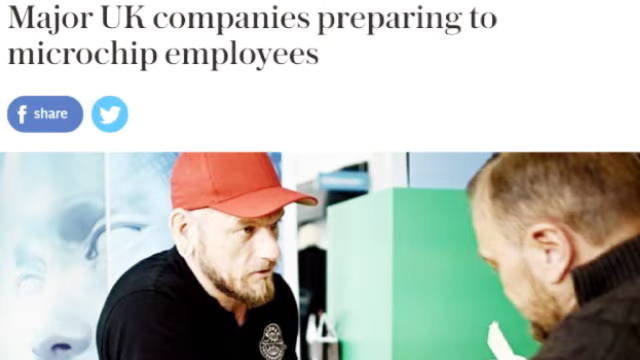 Major UK companies preparing to
microchip employees
f share